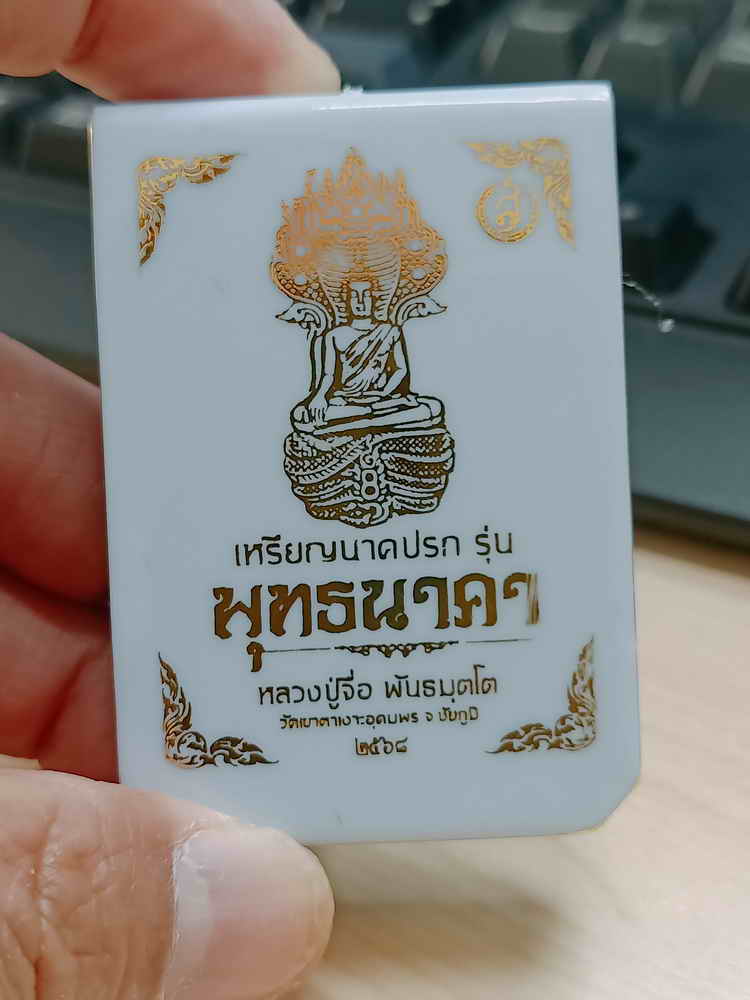 เหรียญนาคปรก รุ่น
พุทธนาคา
หลวงปู่จื่อ พันธมุตโต
วัดเขาตาเงาะอุดมพร จ ชัยภูมิ
๒๕๖๘